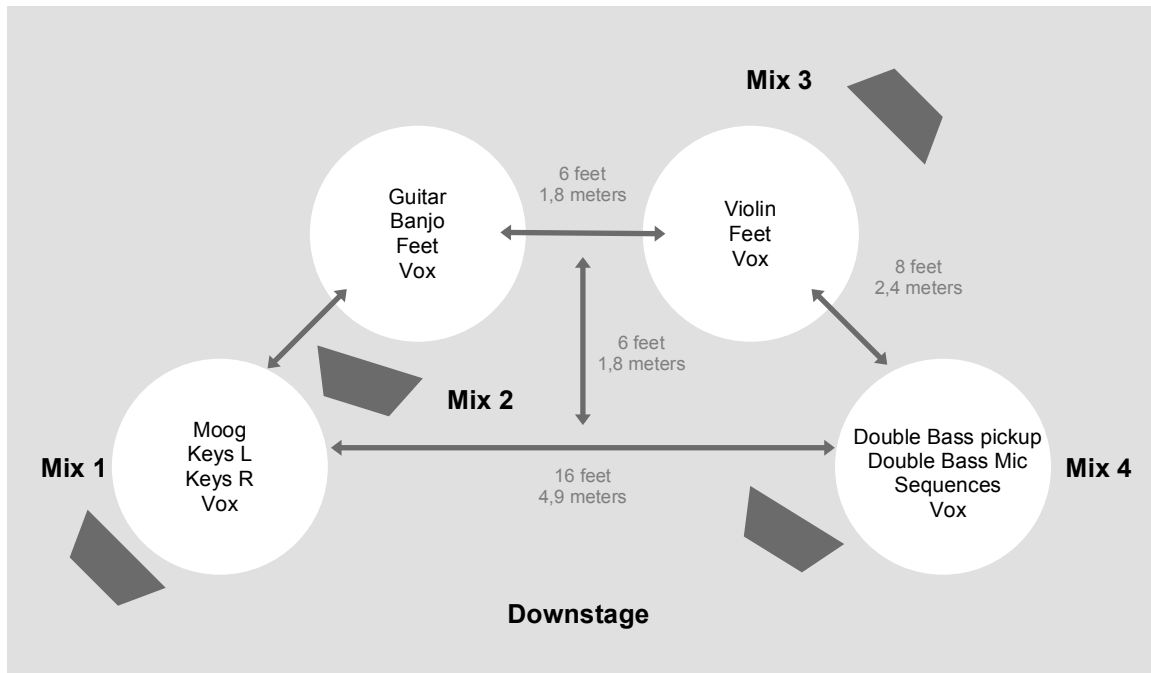 Mix 3
6 feet
1,8 meters
Guitar
Banjo
Feet
Vox
Violin
Feet
Vox
8 feet
2,4 meters
6 feet
1,8 meters
Mix 2
Mix 1
Moog
Keys L
Keys R
Vox
16 feet
4,9 meters
Double Bass pickup
Double Bass Mic
Sequences
Vox
Mix 4
Downstage